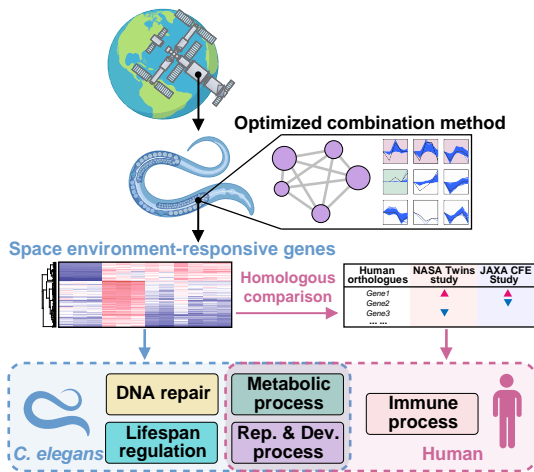 Optimized combination method
Space environment-responsive genes
Homologous
comparison
Human
orthologues
NASA Twins
study
JAXA CFE
Study
Gene1
Gene2
Gene3
... ...
DNA repair
Lifespan
regulation
Metabolic
process
Rep. & Dev.
process
Immune
process
C. elegans
Human